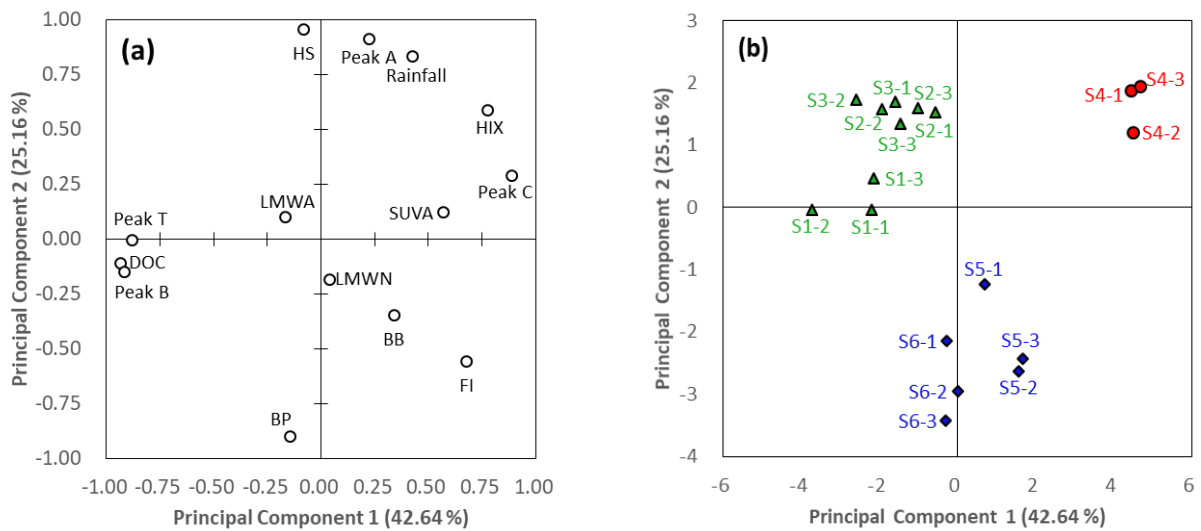 (a)
Principal Component 2 (25.16 %)
1.00
0.75
0.50
0.25
0.00
-0.25
-0.50
-0.75
-1.00
HS
Peak A
Rainfall
HIX
Peak C
LMWA
SUVA
Peak T
DOC
Peak B
LMWN
BB
FI
BP
-1.00 -0.75 -0.50 -0.25 0.00 0.25 0.50 0.75 1.00
Principal Component 1 (42.64 %)
(b)
Principal Component 2 (25.16 %)
3
2
1
0
-1
-2
-3
-4
S4-3
S4-1
S4-2
S3-1
S3-2
S2-3
S2-2
S2-1
S3-3
S1-3
S1-2
S1-1
S5-1
S6-1
S5-3
S5-2
S6-2
S6-3
-6 -4 -2 0 2 4 6
Principal Component 1 (42.64 %)